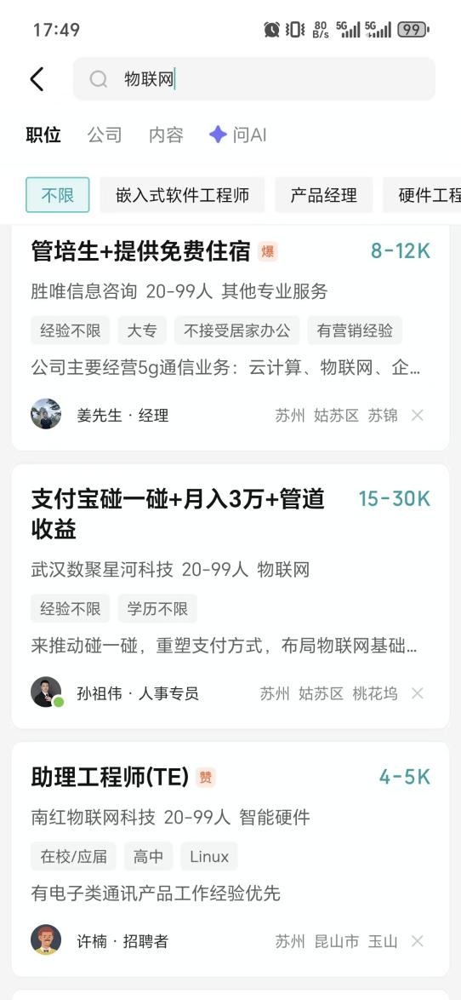 17:49 80 B/s 5G 5G 99
物联网
职位 公司 内容 问AI
不限 嵌入式软件工程师 产品经理 硬件工程
管培生+提供免费住宿 爆 8-12K
胜唯信息咨询 20-99人 其他专业服务
经验不限 大专 不接受居家办公 有营销经验
公司主要经营5g通信业务：云计算、物联网、企...
姜先生 · 经理 苏州 姑苏区 苏锦
支付宝碰一碰+月入3万+管道 15-30K
收益
武汉数聚星河科技 20-99人 物联网
经验不限 学历不限
来推动碰一碰，重塑支付方式，布局物联网基础...
孙祖伟 · 人事专员 苏州 姑苏区 桃花坞
助理工程师(TE) 赞 4-5K
南红物联网科技 20-99人 智能硬件
在校/应届 高中 Linux
有电子类通讯产品工作经验优先
许楠 · 招聘者 苏州 昆山市 玉山